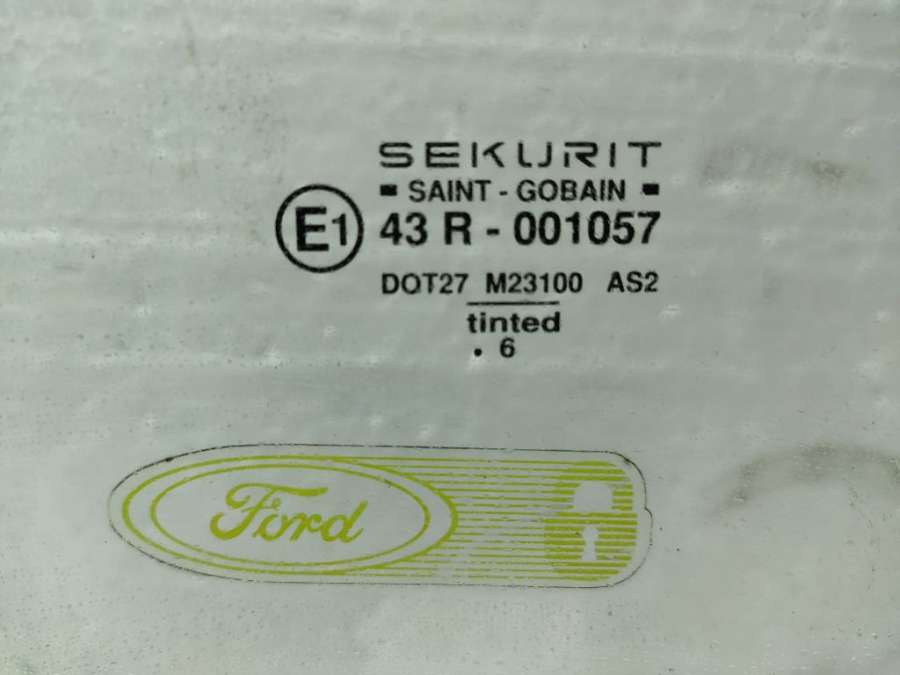 SEKURIT
SAINT - GOBAIN
E1 43 R - 001057
DOT27 M23100 AS2
tinted
. 6
Ford